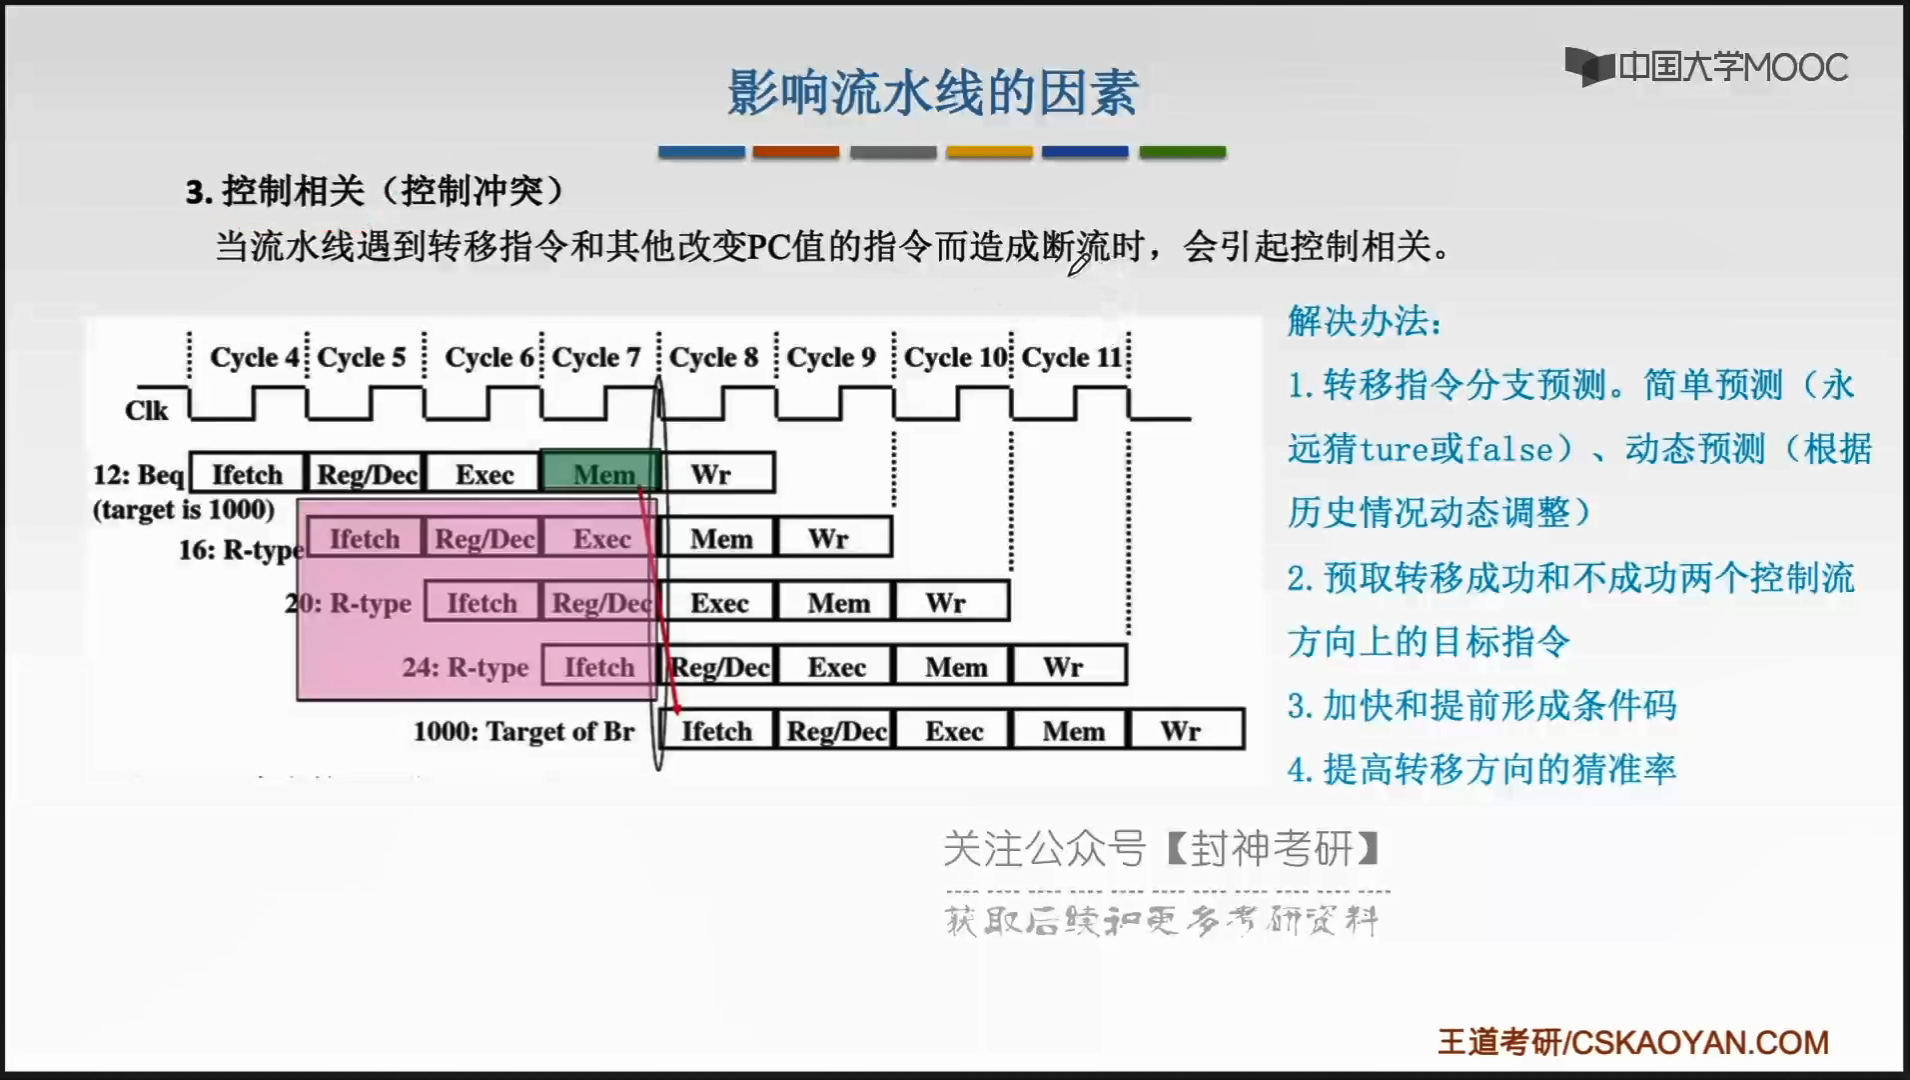 中国大学MOOC
影响流水线的因素
3. 控制相关（控制冲突）
当流水线遇到转移指令和其他改变PC值的指令而造成断流时，会引起控制相关。
Cycle 4 Cycle 5 Cycle 6 Cycle 7 Cycle 8 Cycle 9 Cycle 10 Cycle 11
Clk
12: Beq Ifetch Reg/Dec Exec Mem Wr
(target is 1000)
16: R-type Ifetch Reg/Dec Exec Mem Wr
20: R-type Ifetch Reg/Dec Exec Mem Wr
24: R-type Ifetch Reg/Dec Exec Mem Wr
1000: Target of Br Ifetch Reg/Dec Exec Mem Wr
解决办法：
1.转移指令分支预测。简单预测（永
远猜ture或false）、动态预测（根据
历史情况动态调整）
2.预取转移成功和不成功两个控制流
方向上的目标指令
3.加快和提前形成条件码
4.提高转移方向的猜准率
关注公众号【封神考研】
获取后续和更多考研资料
王道考研/CSKAOYAN.COM